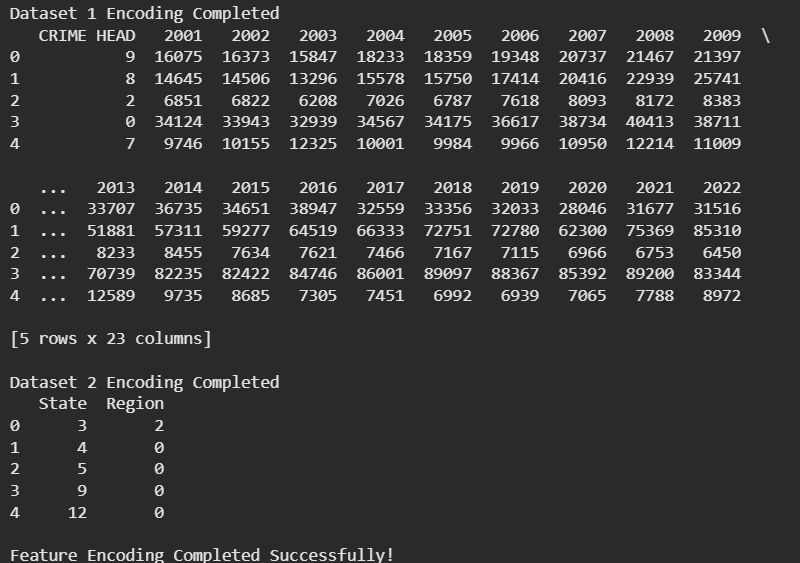 Dataset 1 Encoding Completed
CRIME HEAD 2001 2002 2003 2004 2005 2006 2007 2008 2009 \
0 9 16075 16373 15847 18233 18359 19348 20737 21467 21397
1 8 14645 14506 13296 15578 15750 17414 20416 22939 25741
2 2 6851 6822 6208 7026 6787 7618 8093 8172 8383
3 0 34124 33943 32939 34567 34175 36617 38734 40413 38711
4 7 9746 10155 12325 10001 9984 9966 10950 12214 11009
... 2013 2014 2015 2016 2017 2018 2019 2020 2021 2022
0 ... 33707 36735 34651 38947 32559 33356 32033 28046 31677 31516
1 ... 51881 57311 59277 64519 66333 72751 72780 62300 75369 85310
2 ... 8233 8455 7634 7621 7466 7167 7115 6966 6753 6450
3 ... 70739 82235 82422 84746 86001 89097 88367 85392 89200 83344
4 ... 12589 9735 8685 7305 7451 6992 6939 7065 7788 8972
[5 rows x 23 columns]
Dataset 2 Encoding Completed
State Region
0 3 2
1 4 0
2 5 0
3 9 0
4 12 0
Feature Encoding Completed Successfully!